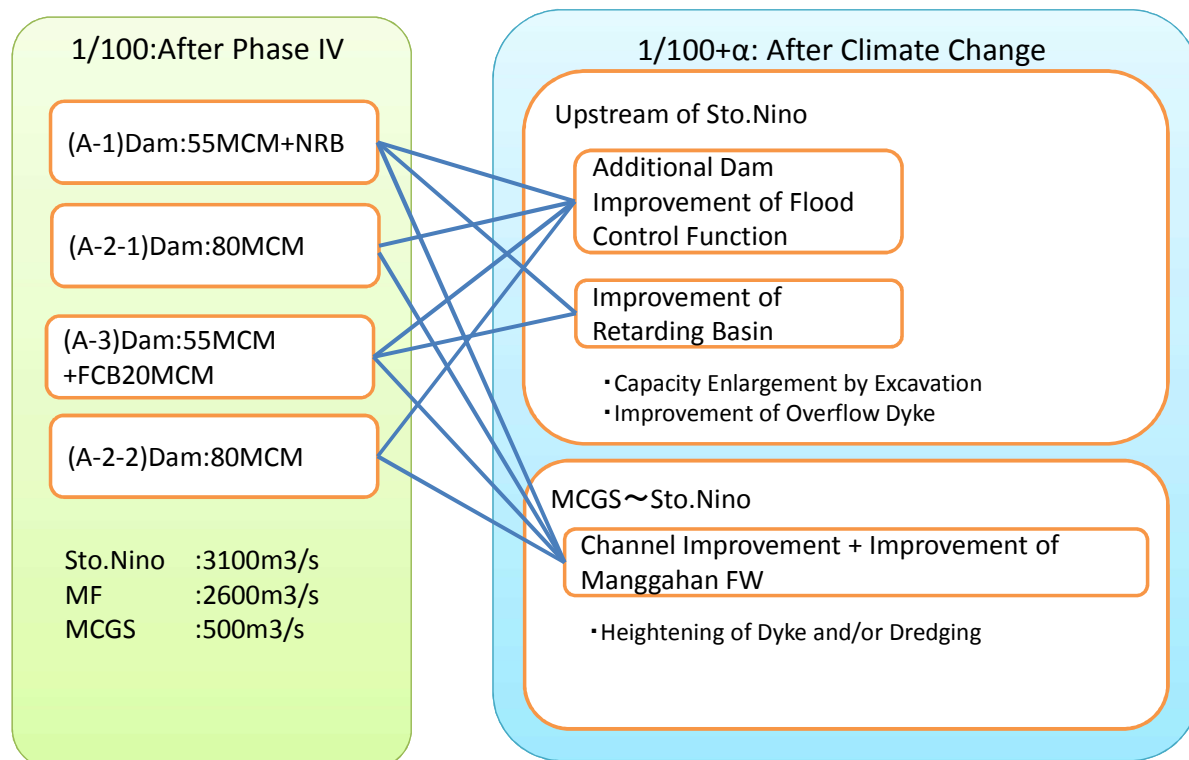 1/100:After Phase IV
(A-1)Dam:55MCM+NRB
(A-2-1)Dam:80MCM
(A-3)Dam:55MCM
+FCB20MCM
(A-2-2)Dam:80MCM
Sto.Nino :3100m3/s
MF :2600m3/s
MCGS :500m3/s
1/100+α: After Climate Change
Upstream of Sto.Nino
Additional Dam
Improvement of Flood
Control Function
Improvement of
Retarding Basin
・Capacity Enlargement by Excavation
・Improvement of Overflow Dyke
MCGS～Sto.Nino
Channel Improvement + Improvement of
Manggahan FW
・Heightening of Dyke and/or Dredging